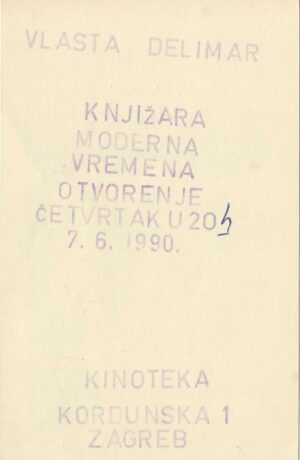 VLASTA DELIMAR
KNJIŽARA
MODERNA
VREMENA
OTVORENJE
ČETVRTAK U 20h
7. 6. 1990.
KINOTEKA
KORDUNSKA 1
ZAGREB